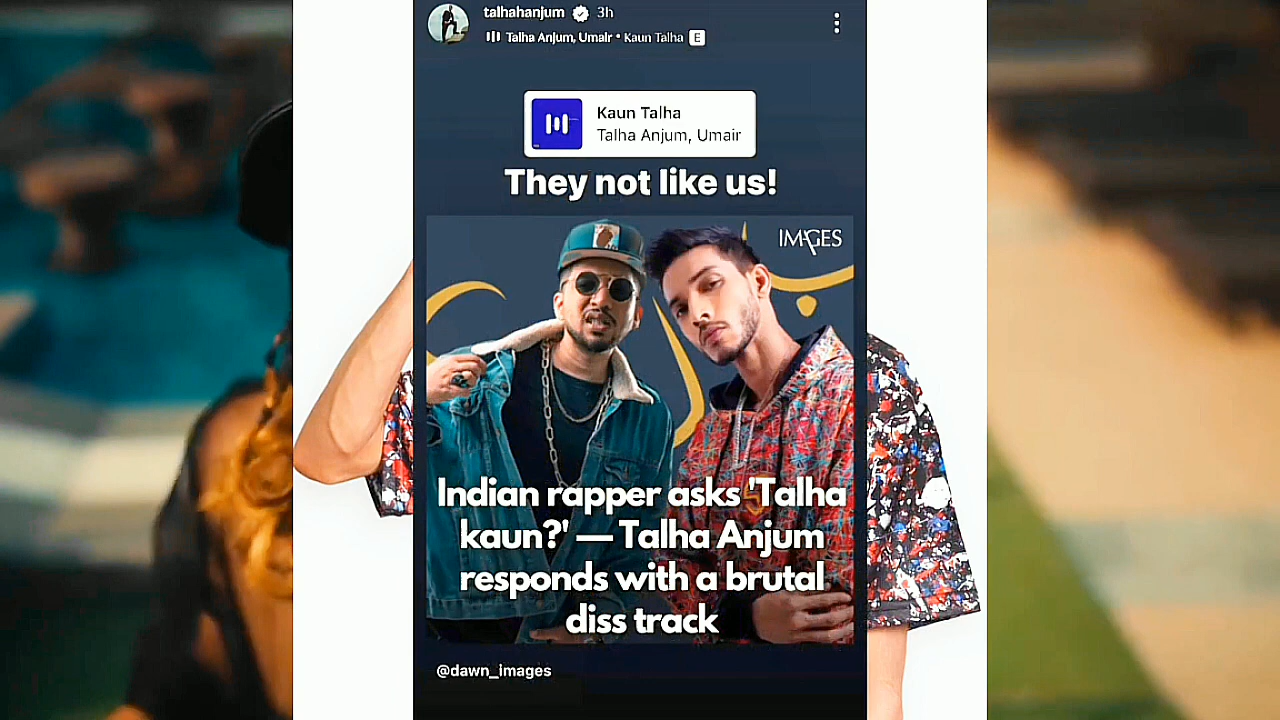 talhahanjum 3h
Talha Anjum, Umair • Kaun Talha E
Kaun Talha
Talha Anjum, Umair
They not like us!
IMAGES
Indian rapper asks 'Talha
kaun?' — Talha Anjum
responds with a brutal
diss track
@dawn_images